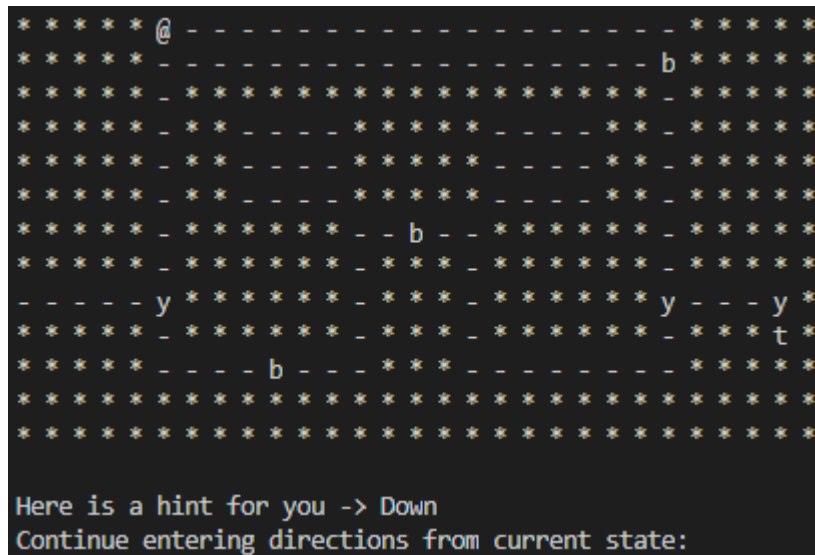 * * * * * @ - - - - - - - - - - - - - - - - - - * * * * *
* * * * * - - - - - - - - - - - - - - - - - - b * * * * *
* * * * * - * * * * * * * * * * * * * * * * * - * * * * *
* * * * * - * * - - - - * * * * * - - - - * * - * * * * *
* * * * * - * * - - - - * * * * * - - - - * * - * * * * *
* * * * * - * * - - - - * * * * * - - - - * * - * * * * *
* * * * * - * * * * * * - - b - - * * * * * * - * * * * *
* * * * * - * * * * * * - * * * - * * * * * * - * * * * *
- - - - - y * * * * * * - * * * - * * * * * * y - - - y *
* * * * * - * * * * * * - * * * - * * * * * * - * * * t *
* * * * * - - - - b - - - * * * - - - - - - - - * * * * *
* * * * * * * * * * * * * * * * * * * * * * * * * * * * *
* * * * * * * * * * * * * * * * * * * * * * * * * * * * *
Here is a hint for you -> Down
Continue entering directions from current state: